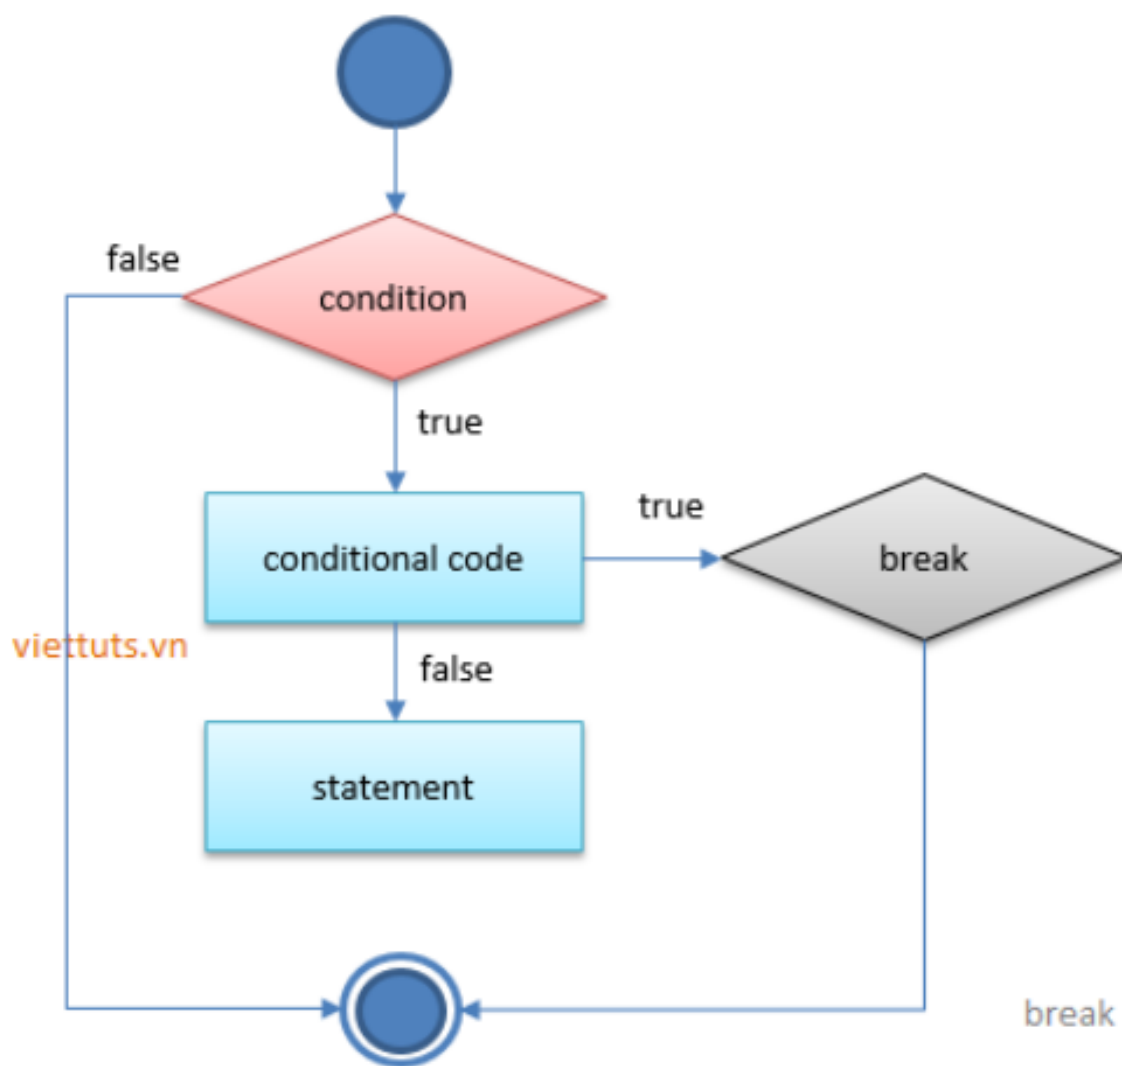 false
condition
true
conditional code
true
break
viettuts.vn
false
statement
break